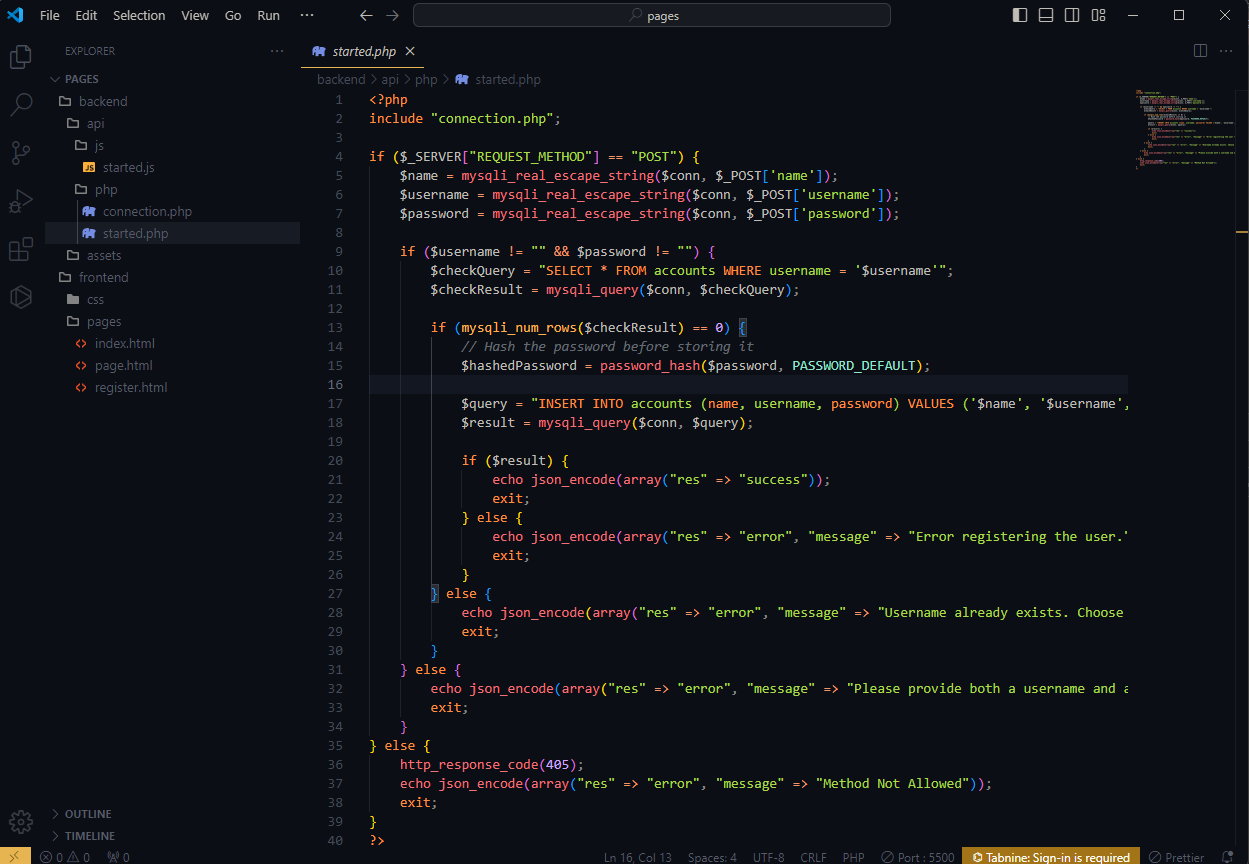 File Edit Selection View Go Run ···
pages
EXPLORER
PAGES
backend
api
js
JS started.js
php
connection.php
started.php
assets
frontend
css
pages
<> index.html
<> page.html
<> register.html
OUTLINE
TIMELINE
started.php
backend > api > php > started.php
1 <?php
2 include "connection.php";
3
4 if ($_SERVER["REQUEST_METHOD"] == "POST") {
5 $name = mysqli_real_escape_string($conn, $_POST['name']);
6 $username = mysqli_real_escape_string($conn, $_POST['username']);
7 $password = mysqli_real_escape_string($conn, $_POST['password']);
8
9 if ($username != "" && $password != "") {
10 $checkQuery = "SELECT * FROM accounts WHERE username = '$username'";
11 $checkResult = mysqli_query($conn, $checkQuery);
12
13 if (mysqli_num_rows($checkResult) == 0) {
14 // Hash the password before storing it
15 $hashedPassword = password_hash($password, PASSWORD_DEFAULT);
16
17 $query = "INSERT INTO accounts (name, username, password) VALUES ('$name', '$username',
18 $result = mysqli_query($conn, $query);
19
20 if ($result) {
21 echo json_encode(array("res" => "success"));
22 exit;
23 } else {
24 echo json_encode(array("res" => "error", "message" => "Error registering the user."
25 exit;
26 }
27 } else {
28 echo json_encode(array("res" => "error", "message" => "Username already exists. Choose
29 exit;
30 }
31 } else {
32 echo json_encode(array("res" => "error", "message" => "Please provide both a username and a
33 exit;
34 }
35 } else {
36 http_response_code(405);
37 echo json_encode(array("res" => "error", "message" => "Method Not Allowed"));
38 exit;
39 }
40 ?>
0 0 0 Ln 16, Col 13 Spaces: 4 UTF-8 CRLF PHP Port : 5500 Tabnine: Sign-in is required Prettier